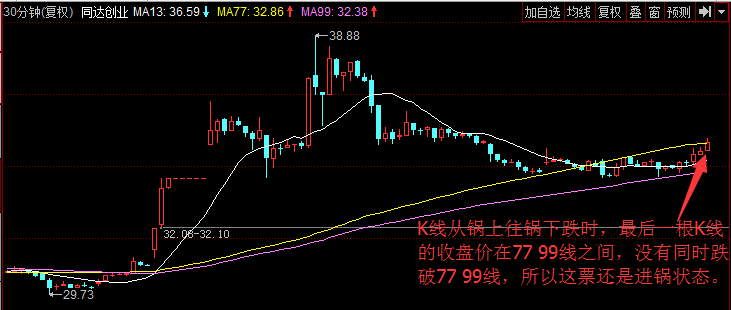 30分钟(复权) 同达创业 MA13: 36.59↓ MA77: 32.86↑ MA99: 32.38↑ 加自选 均线 复权 叠 窗 预测
38.88
32.08-32.10
K线从锅上往锅下跌时，最后一根K线
的收盘价在77 99线之间，没有同时跌
破77 99线，所以这票还是进锅状态。
29.73